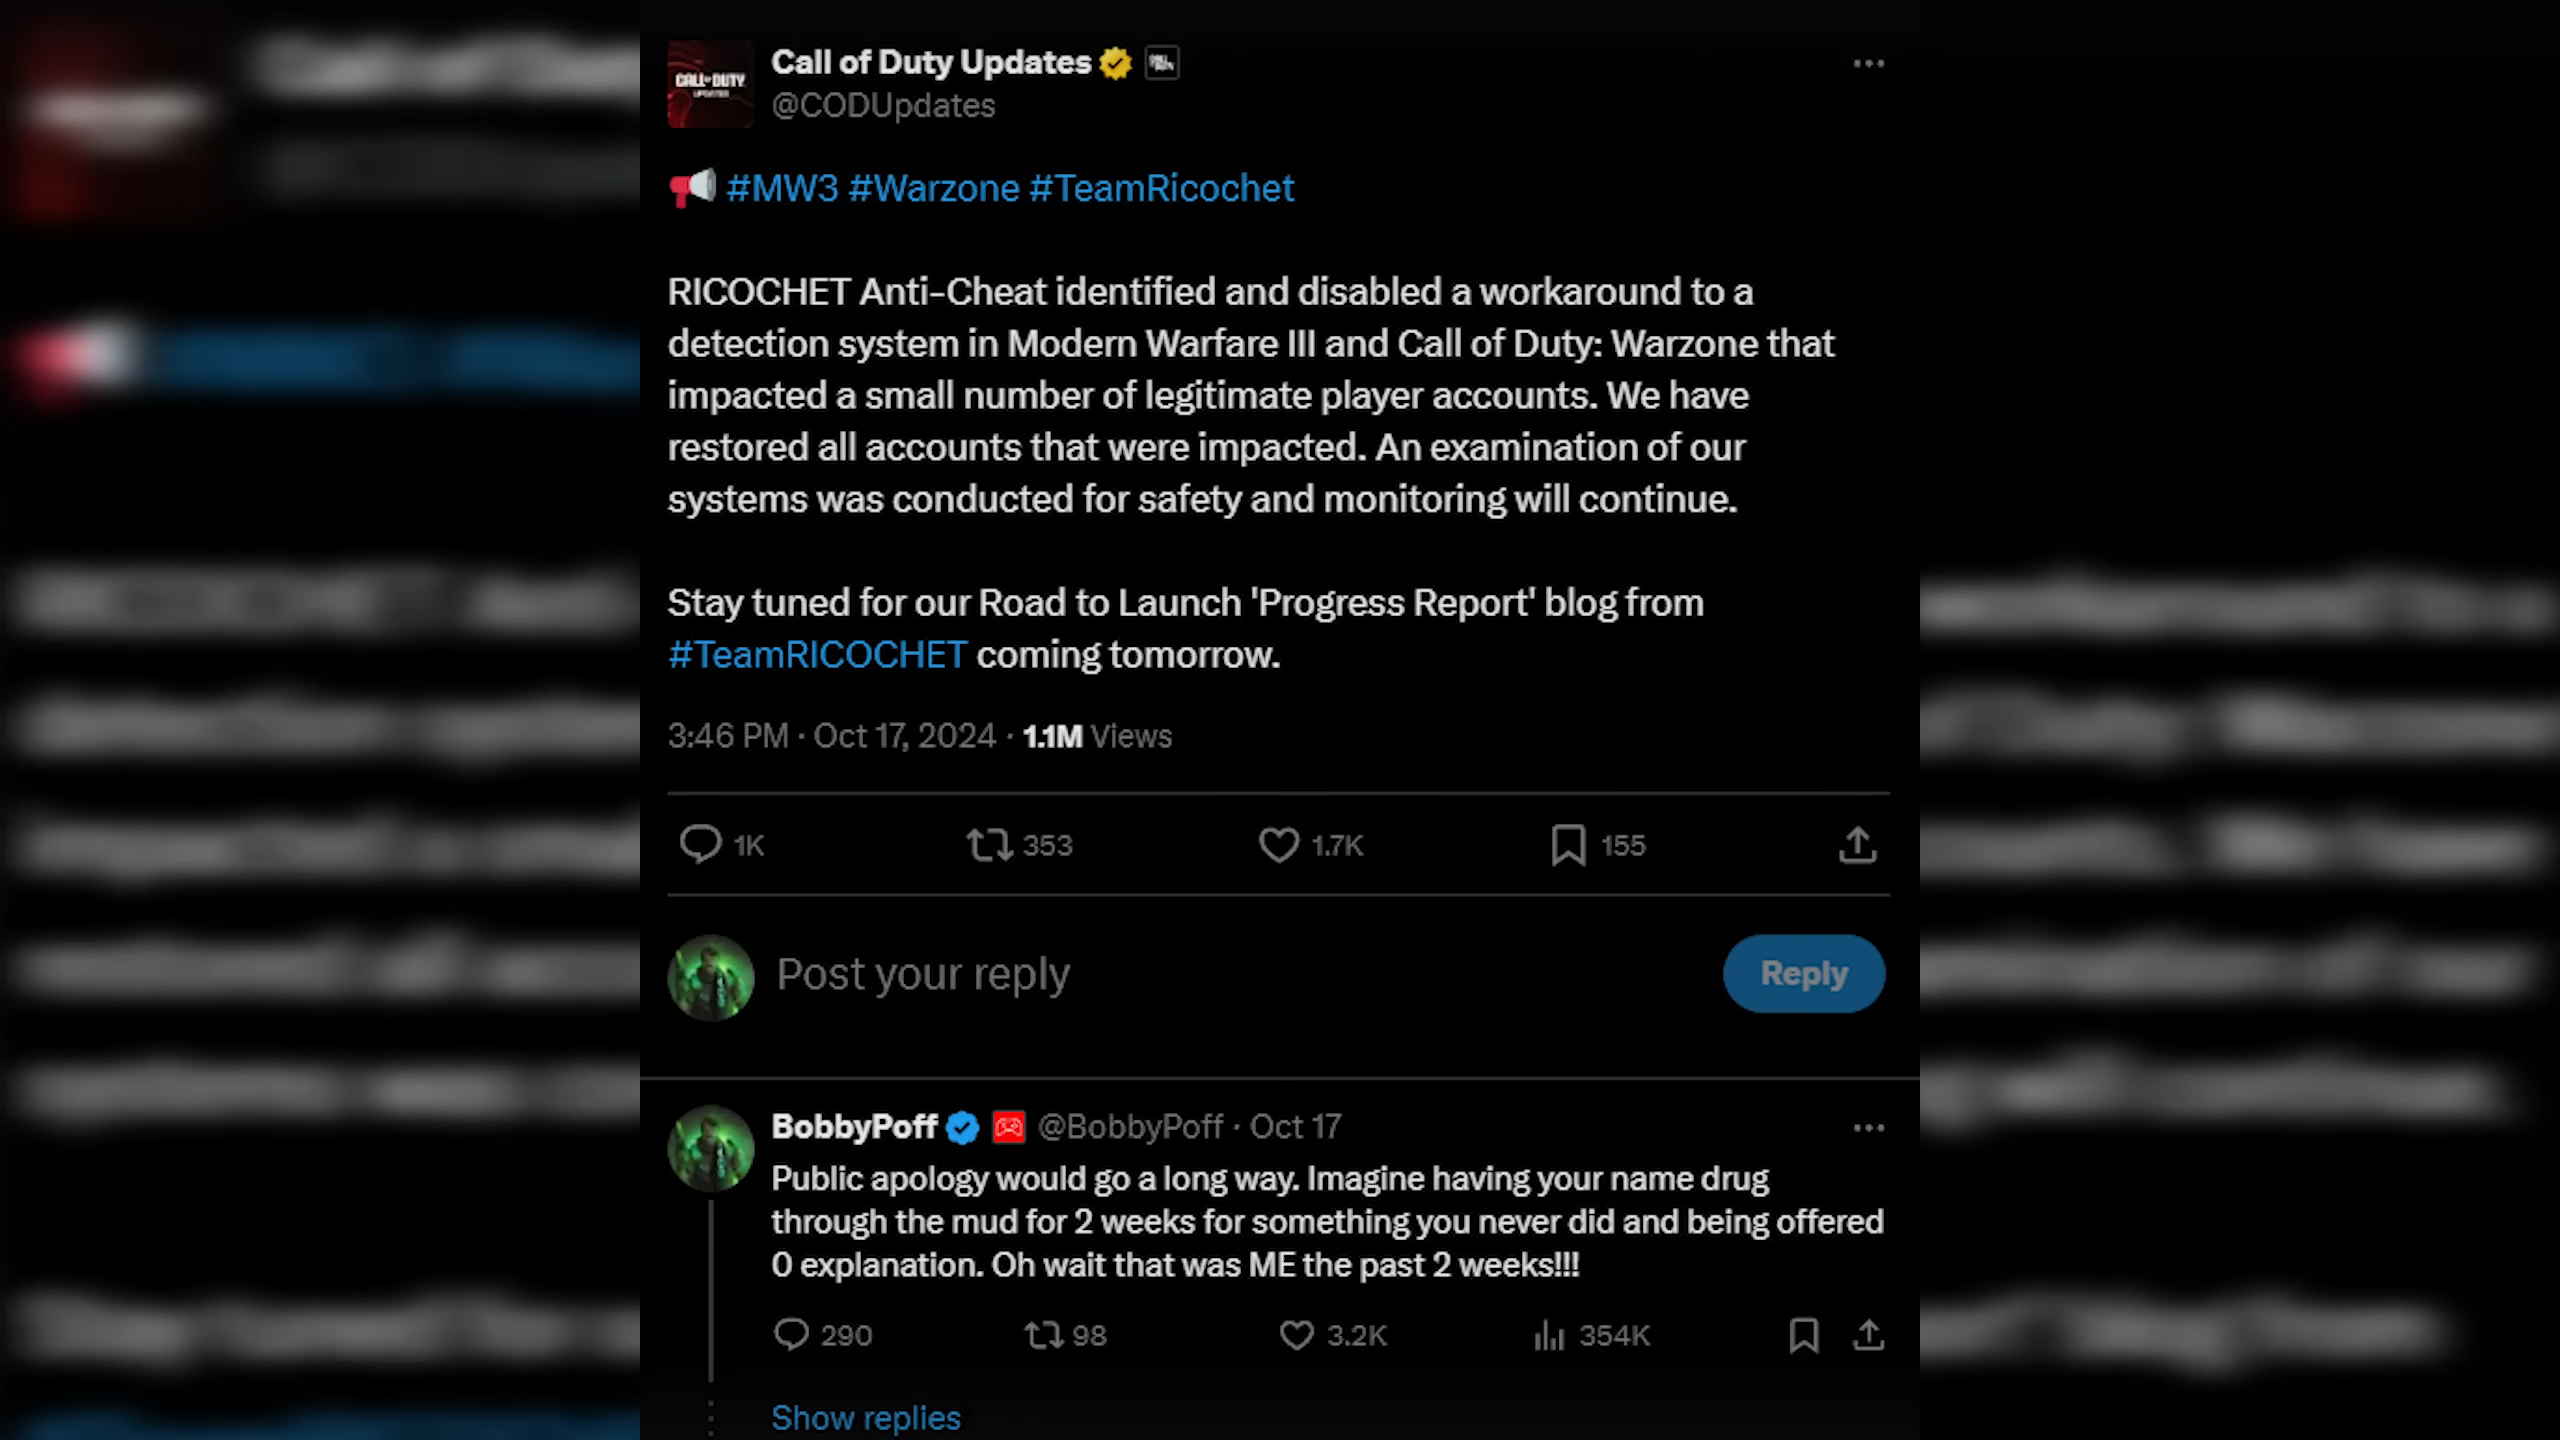 Call of Duty Updates
@CODUpdates
CALL OF DUTY
UPDATES
#MW3 #Warzone #TeamRicochet
RICOCHET Anti-Cheat identified and disabled a workaround to a
detection system in Modern Warfare III and Call of Duty: Warzone that
impacted a small number of legitimate player accounts. We have
restored all accounts that were impacted. An examination of our
systems was conducted for safety and monitoring will continue.
Stay tuned for our Road to Launch 'Progress Report' blog from
#TeamRICOCHET coming tomorrow.
3:46 PM · Oct 17, 2024 · 1.1M Views
1K 353 1.7K 155
Post your reply
Reply
BobbyPoff @BobbyPoff · Oct 17
Public apology would go a long way. Imagine having your name drug
through the mud for 2 weeks for something you never did and being offered
0 explanation. Oh wait that was ME the past 2 weeks!!!
290 98 3.2K 354K
Show replies